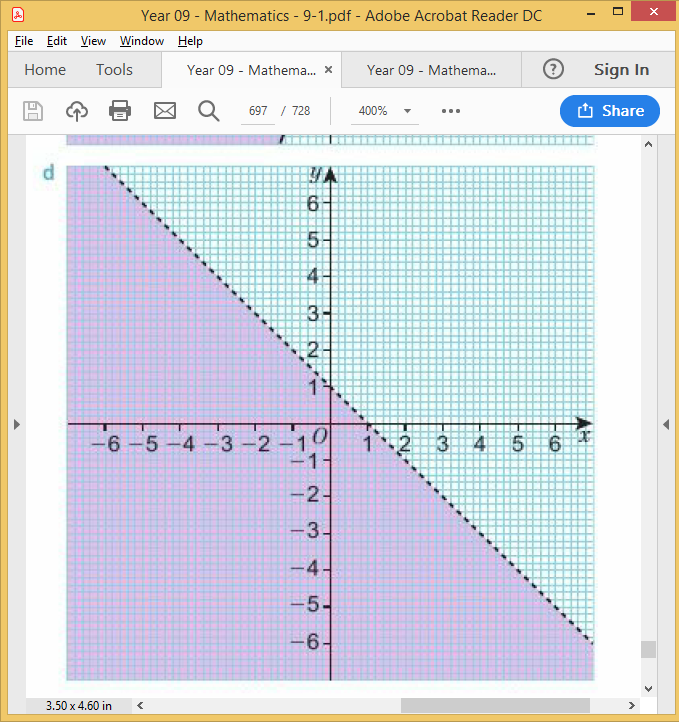 Year 09 - Mathematics - 9-1.pdf - Adobe Acrobat Reader DC
File Edit View Window Help
Home Tools Year 09 - Mathema... × Year 09 - Mathema... ? Sign In
697 / 728 400% Share
d
y
6
5
4
3
2
1
−6 −5 −4 −3 −2 −1 O 1 2 3 4 5 6 x
−1
−2
−3
−4
−5
−6
3.50 x 4.60 in